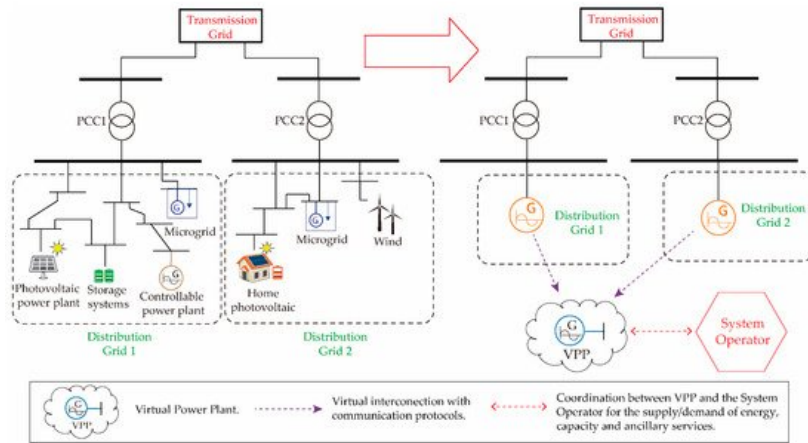 Transmission
Grid
Transmission
Grid
PCC1
PCC2
PCC1
PCC2
G
Microgrid
G
Microgrid
Wind
Photovoltaic
power plant
Storage
systems
G
Controllable
power plant
Home
photovoltaic
Distribution
Grid 1
Distribution
Grid 2
G
Distribution
Grid 1
G
Distribution
Grid 2
G
VPP
System
Operator
G
VPP
Virtual Power Plant.
Virtual interconection with
communication protocols.
Coordination between VPP and the System
Operator for the supply/demand of energy,
capacity and ancillary services.